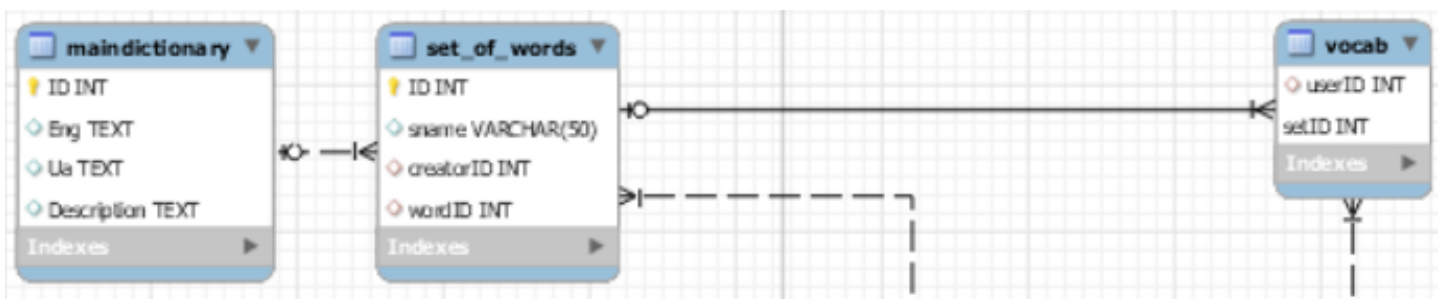 maindictionary
ID INT
Eng TEXT
Ua TEXT
Description TEXT
Indexes
set_of_words
ID INT
sname VARCHAR(50)
creatorID INT
wordID INT
Indexes
vocab
userID INT
setID INT
Indexes